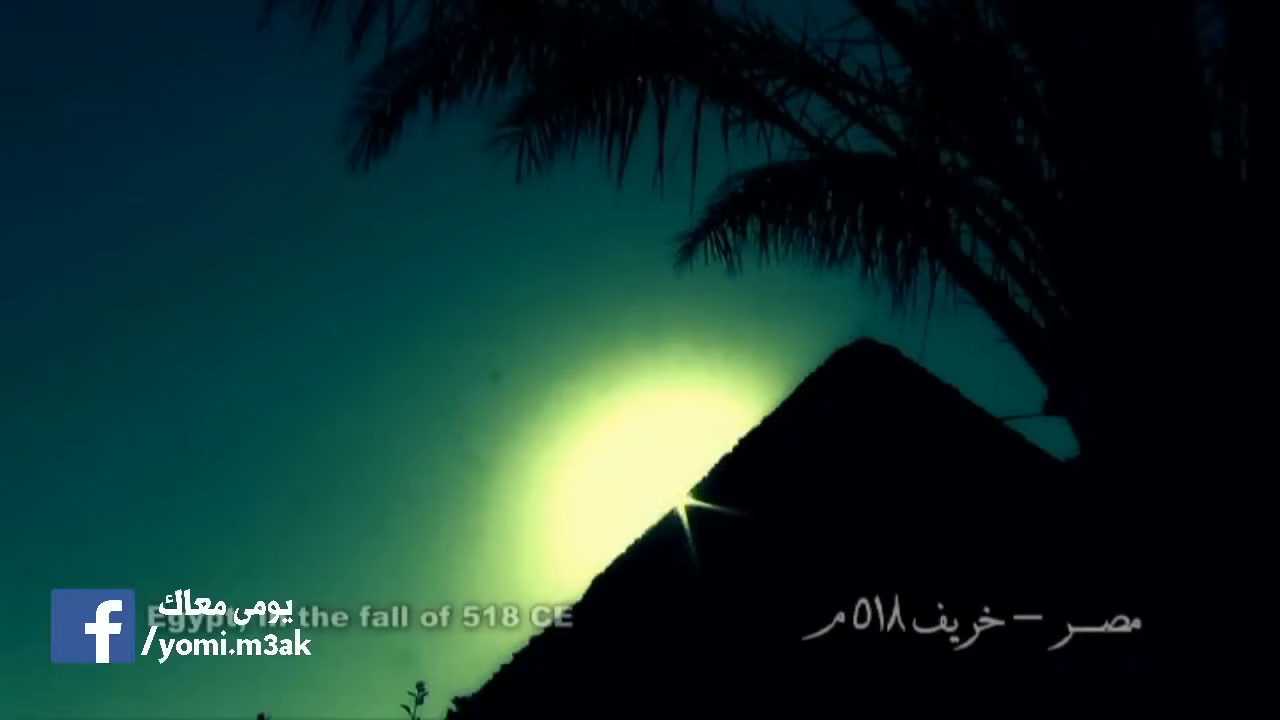 Egypt, in the fall of 518 CE
مصر – خريف ٥١٨ م
يومى معاك
/yomi.m3ak